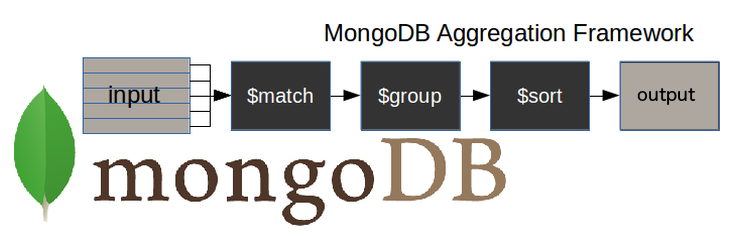 MongoDB Aggregation Framework
input $match $group $sort output
mongoDB